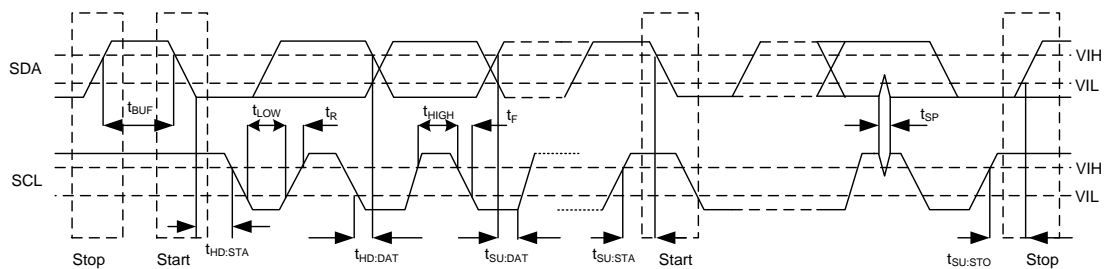 SDA
VIH
VIL
tBUF
tLOW
tR
tHIGH
tF
tSP
SCL
VIH
VIL
tHD:STA
tHD:DAT
tSU:DAT
tSU:STA
tSU:STO
Stop
Start
Start
Stop